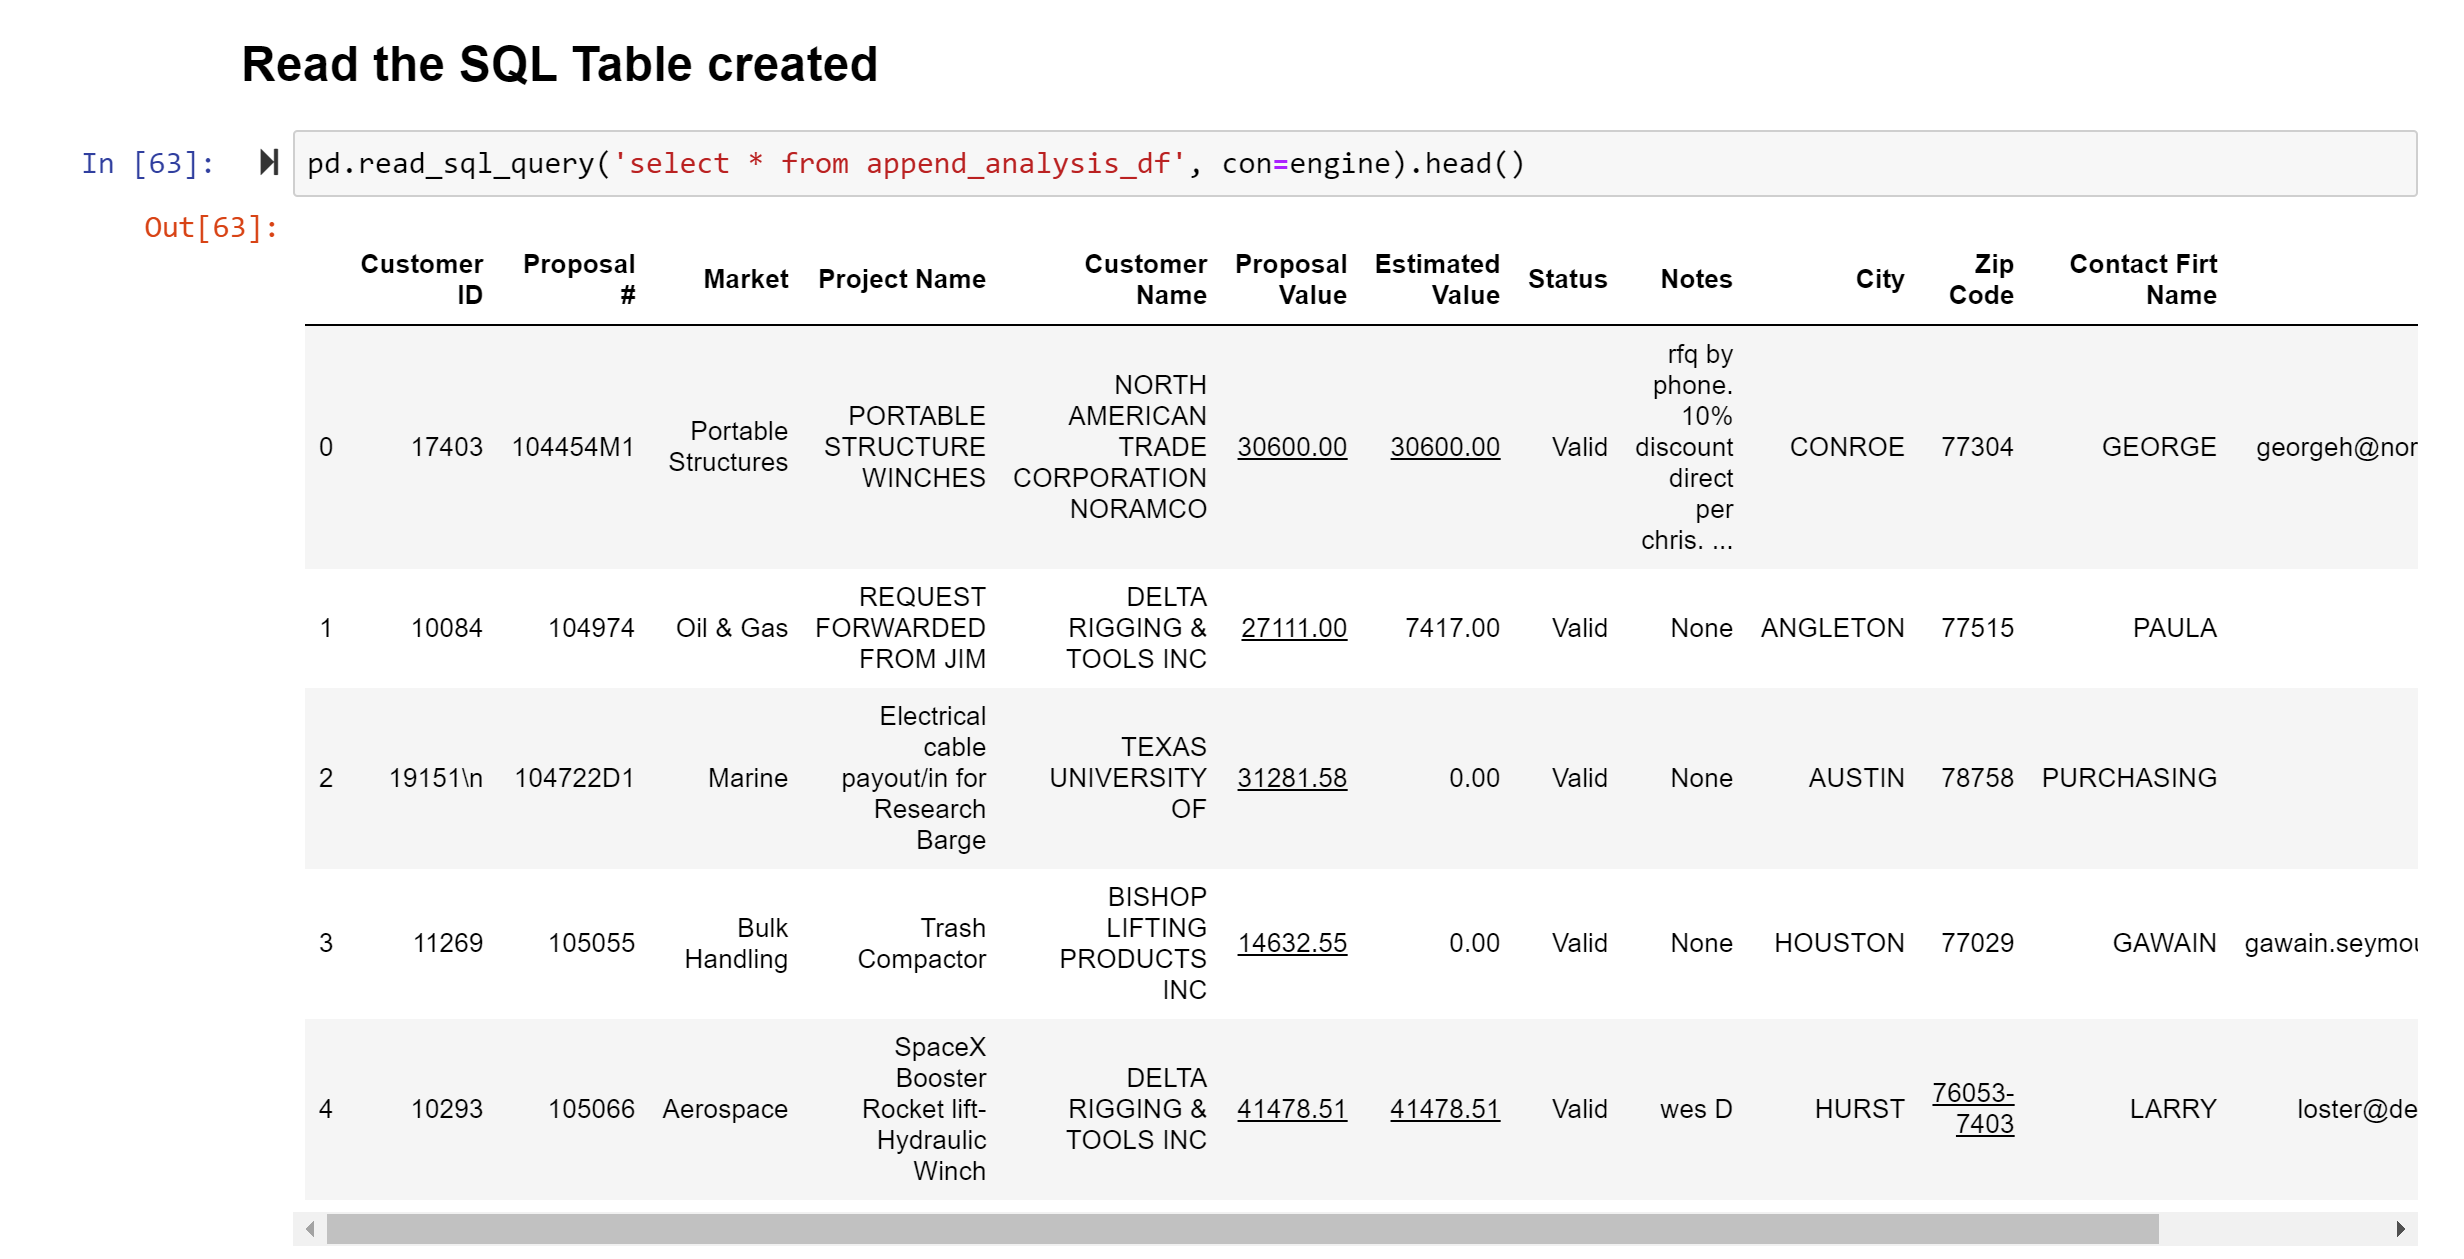 Read the SQL Table created
In [63]:
pd.read_sql_query('select * from append_analysis_df', con=engine).head()
Out[63]:
Customer ID Proposal # Market Project Name Customer Name Proposal Value Estimated Value Status Notes City Zip Code Contact Firt Name
0 17403 104454M1 Portable Structures PORTABLE STRUCTURE WINCHES NORTH AMERICAN TRADE CORPORATION NORAMCO 30600.00 30600.00 Valid rfq by phone. 10% discount direct per chris. ... CONROE 77304 GEORGE georgeh@nor
1 10084 104974 Oil & Gas REQUEST FORWARDED FROM JIM DELTA RIGGING & TOOLS INC 27111.00 7417.00 Valid None ANGLETON 77515 PAULA
2 19151\n 104722D1 Marine Electrical cable payout/in for Research Barge TEXAS UNIVERSITY OF 31281.58 0.00 Valid None AUSTIN 78758 PURCHASING
3 11269 105055 Bulk Handling Trash Compactor BISHOP LIFTING PRODUCTS INC 14632.55 0.00 Valid None HOUSTON 77029 GAWAIN gawain.seymou
4 10293 105066 Aerospace SpaceX Booster Rocket lift-Hydraulic Winch DELTA RIGGING & TOOLS INC 41478.51 41478.51 Valid wes D HURST 76053-7403 LARRY loster@de